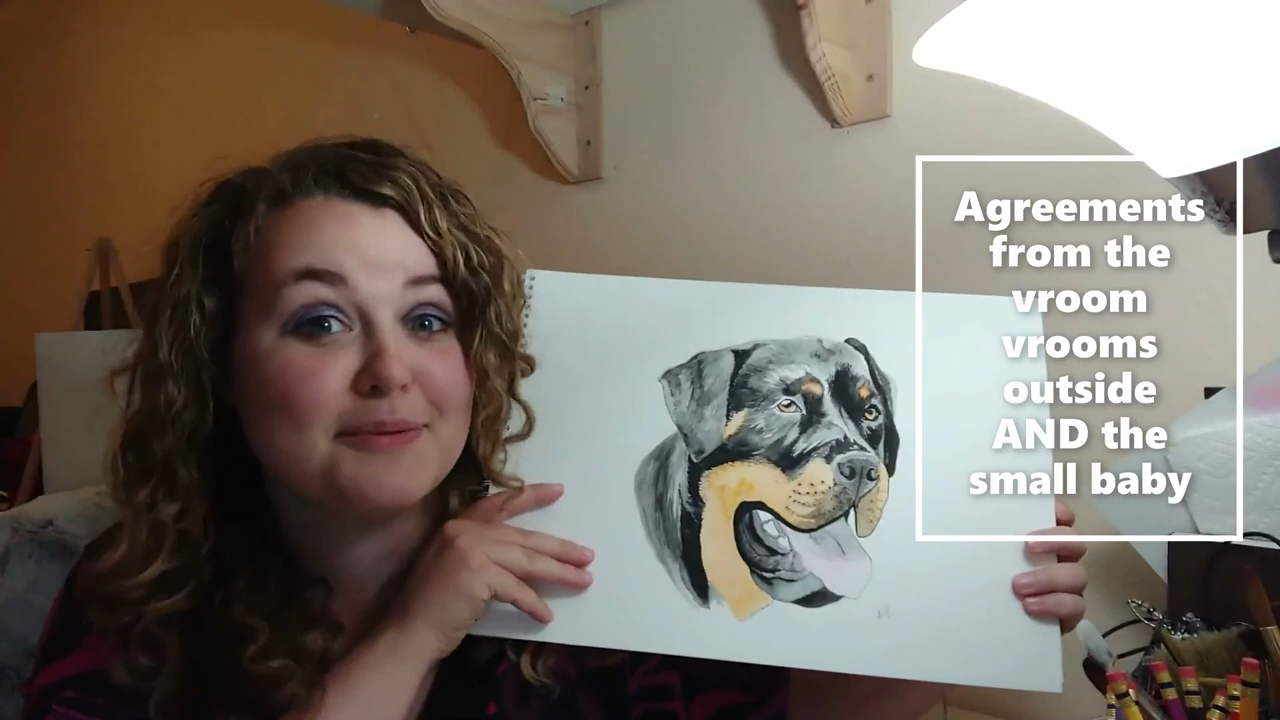 Agreements
from the
vroom
vrooms
outside
AND the
small baby